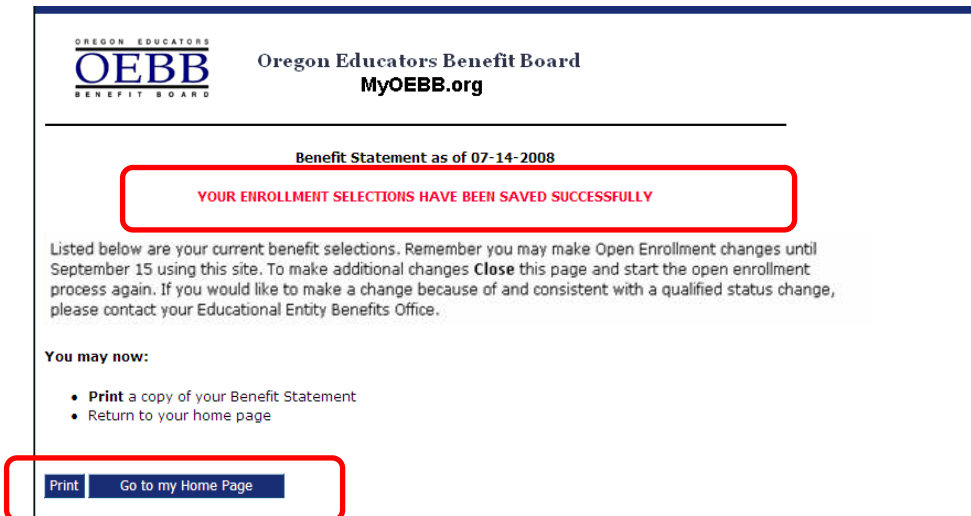 OREGON EDUCATORS
OEBB
BENEFIT BOARD
Oregon Educators Benefit Board
MyOEBB.org
Benefit Statement as of 07-14-2008
YOUR ENROLLMENT SELECTIONS HAVE BEEN SAVED SUCCESSFULLY
Listed below are your current benefit selections. Remember you may make Open Enrollment changes until
September 15 using this site. To make additional changes Close this page and start the open enrollment
process again. If you would like to make a change because of and consistent with a qualified status change,
please contact your Educational Entity Benefits Office.
You may now:
• Print a copy of your Benefit Statement
• Return to your home page
Print Go to my Home Page